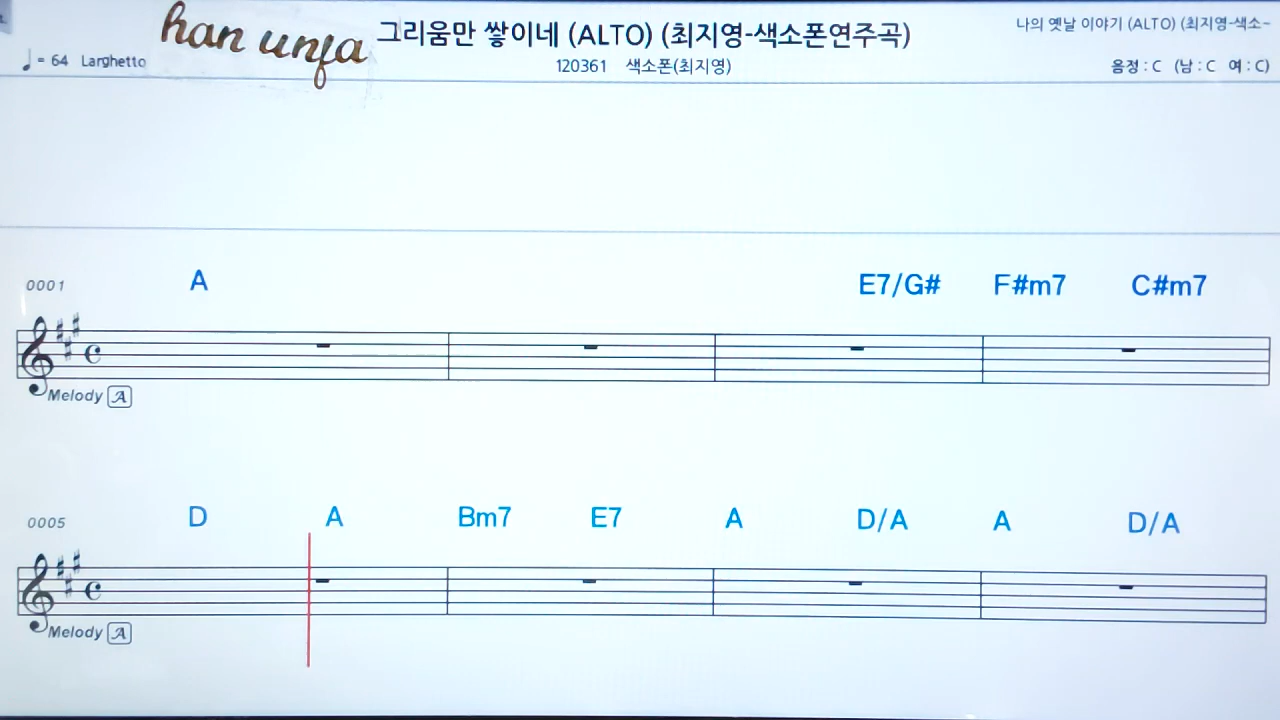 han unfa
그리움만 쌓이네 (ALTO) (최지영-색소폰연주곡)
나의 옛날 이야기 (ALTO) (최지영-색소~
♩ = 64 Larghetto
120361 색소폰(최지영)
음정 : C (남 : C 여 : C)
0001 A E7/G# F#m7 C#m7
Melody A
0005 D A Bm7 E7 A D/A A D/A
Melody A